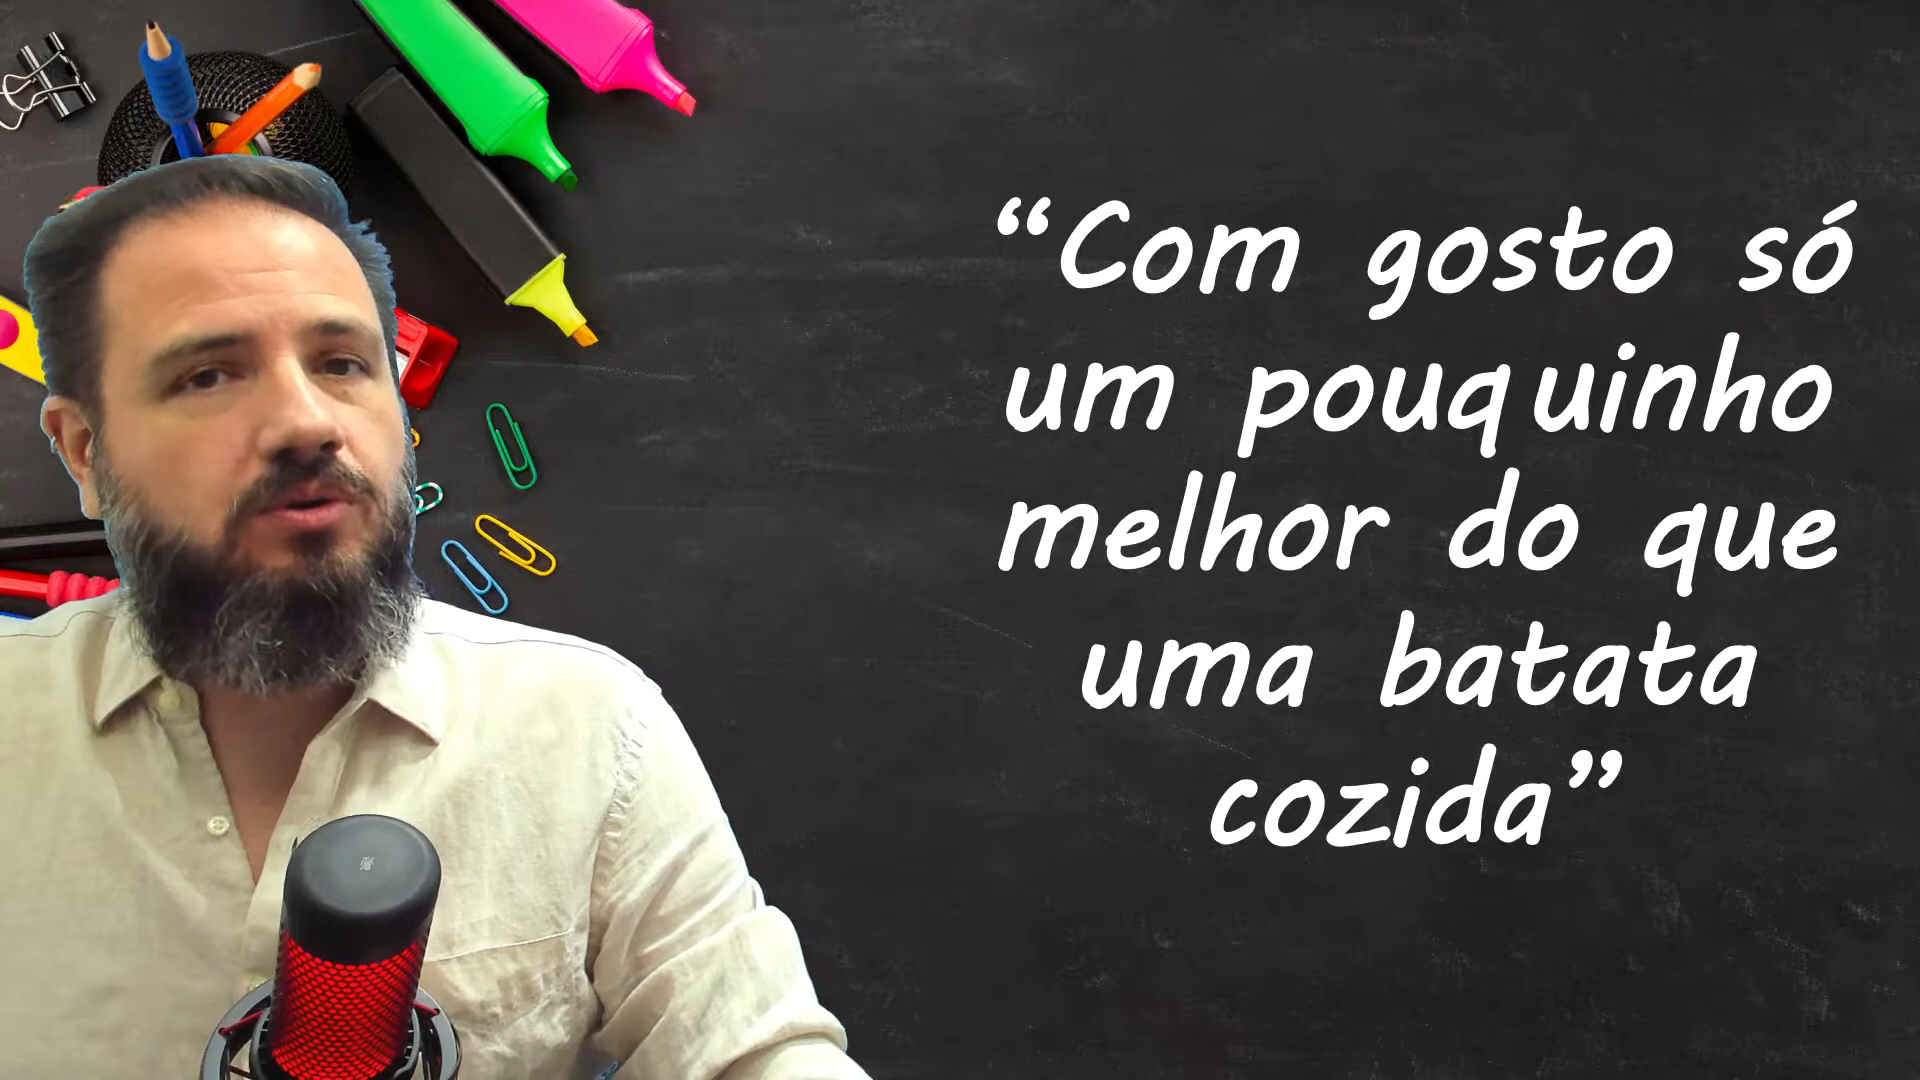 “Com gosto só
um pouquinho
melhor do que
uma batata
cozida”